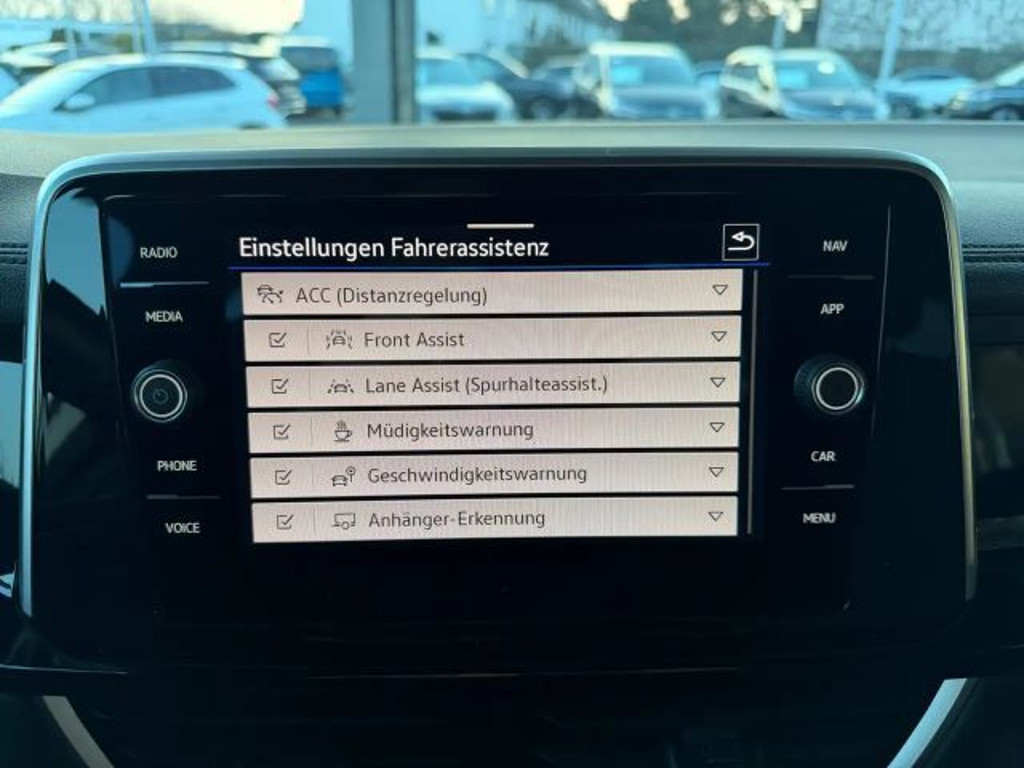 RADIO
MEDIA
PHONE
VOICE
Einstellungen Fahrerassistenz
ACC (Distanzregelung)
Front Assist
Lane Assist (Spurhalteassist.)
Müdigkeitswarnung
Geschwindigkeitswarnung
Anhänger-Erkennung
NAV
APP
CAR
MENU